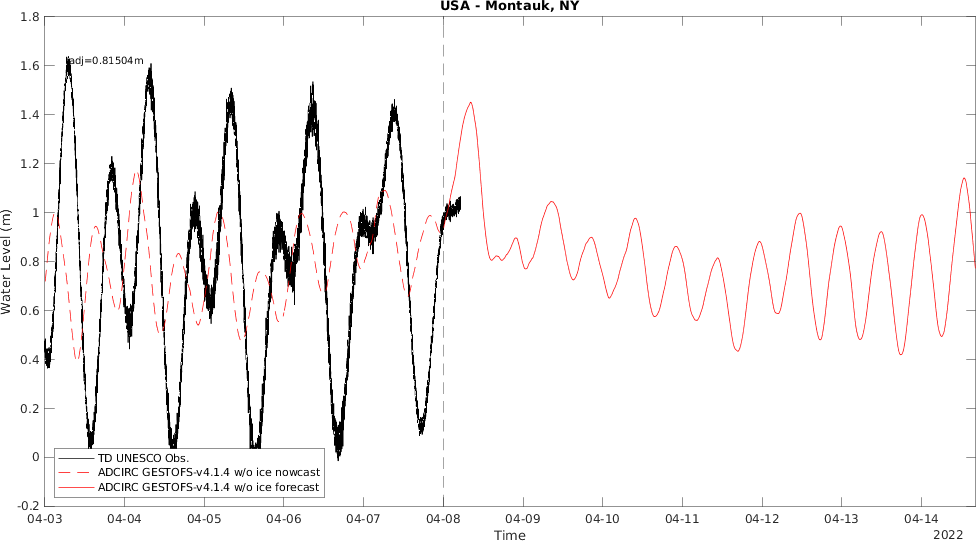 USA - Montauk, NY
1.8
adj=0.81504m
1.6
1.4
1.2
1
0.8
0.6
0.4
0.2
0
-0.2
Water Level (m)
TD UNESCO Obs.
ADCIRC GESTOFS-v4.1.4 w/o ice nowcast
ADCIRC GESTOFS-v4.1.4 w/o ice forecast
04-03 04-04 04-05 04-06 04-07 04-08 04-09 04-10 04-11 04-12 04-13 04-14
Time
2022